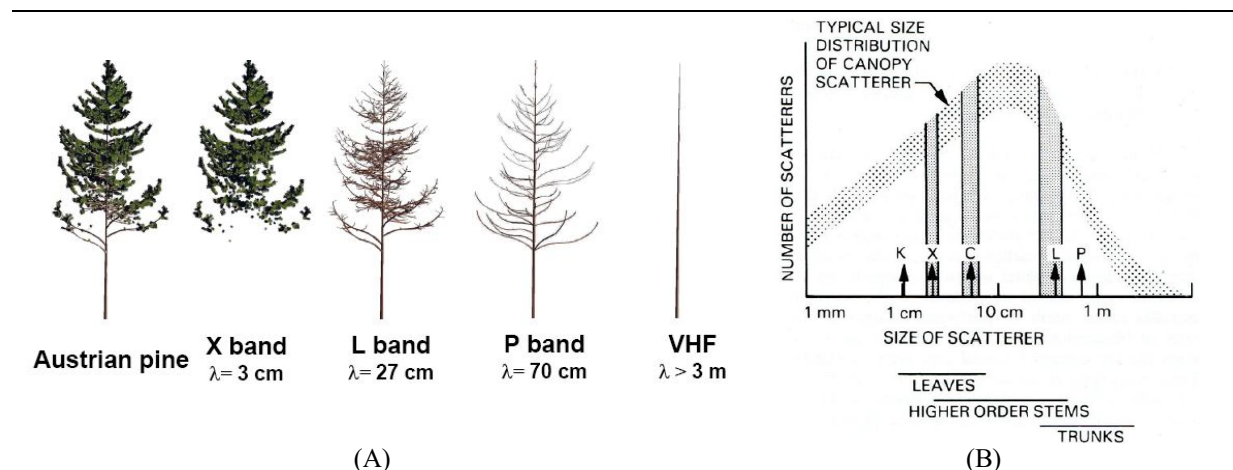 Austrian pine
X band
λ= 3 cm
L band
λ= 27 cm
P band
λ= 70 cm
VHF
λ > 3 m
(A)
TYPICAL SIZE
DISTRIBUTION
OF CANOPY
SCATTERER
NUMBER OF SCATTERERS
K
X
C
L
P
1 mm
1 cm
10 cm
1 m
SIZE OF SCATTERER
LEAVES
HIGHER ORDER STEMS
TRUNKS
(B)